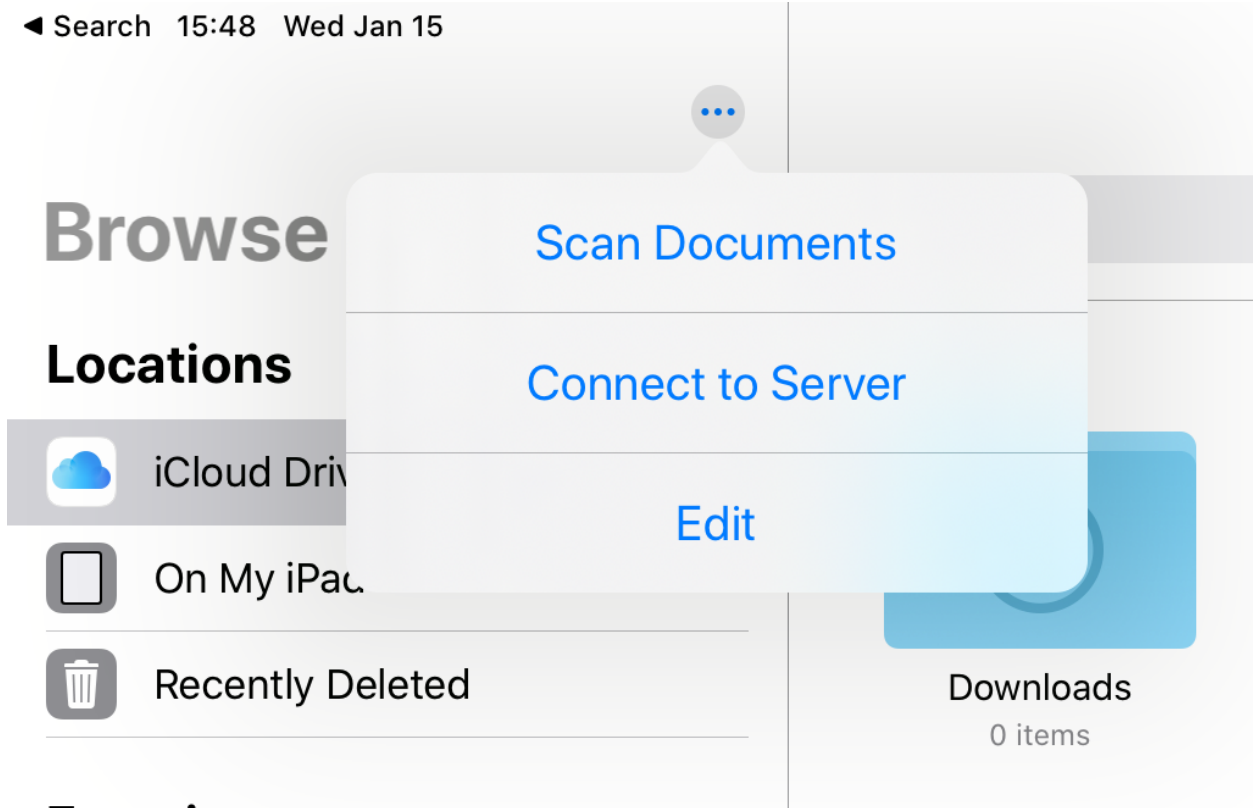 ◀ Search 15:48 Wed Jan 15
Browse
Scan Documents
Connect to Server
Edit
Locations
iCloud Driv
On My iPad
Recently Deleted
Downloads
0 items